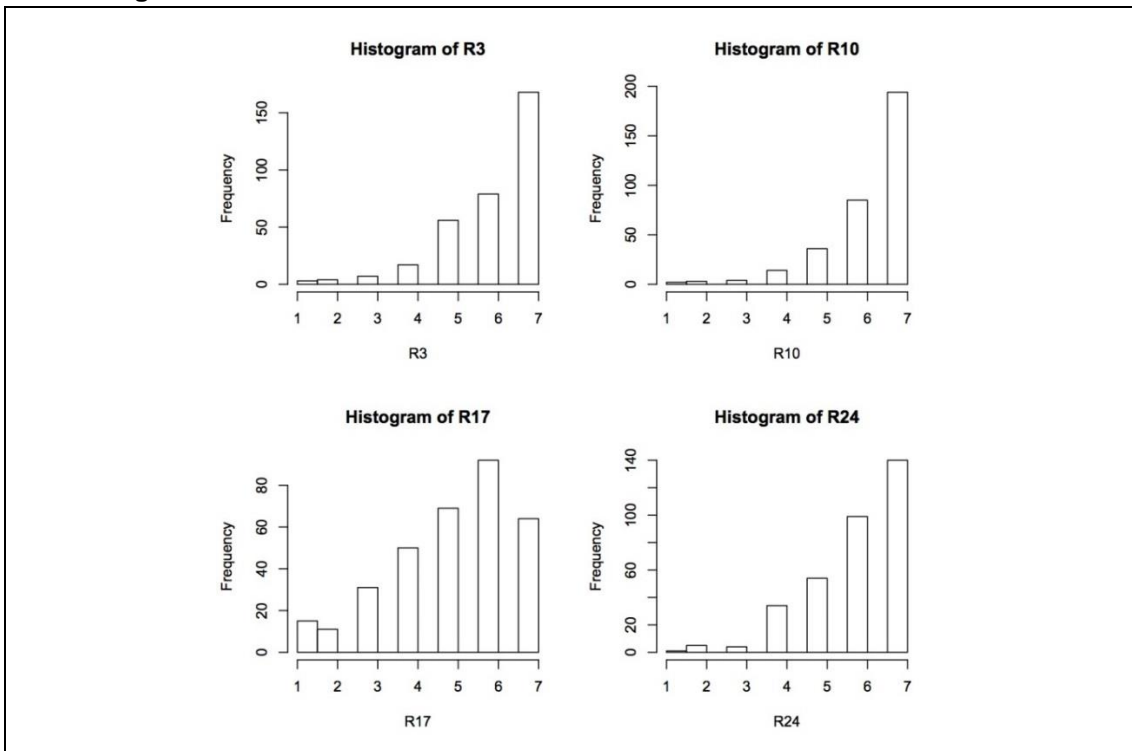 Histogram of R3
Frequency
150
100
50
0
1 2 3 4 5 6 7
R3
Histogram of R10
Frequency
200
150
100
50
0
1 2 3 4 5 6 7
R10
Histogram of R17
Frequency
80
60
40
20
0
1 2 3 4 5 6 7
R17
Histogram of R24
Frequency
140
100
60
20
0
1 2 3 4 5 6 7
R24